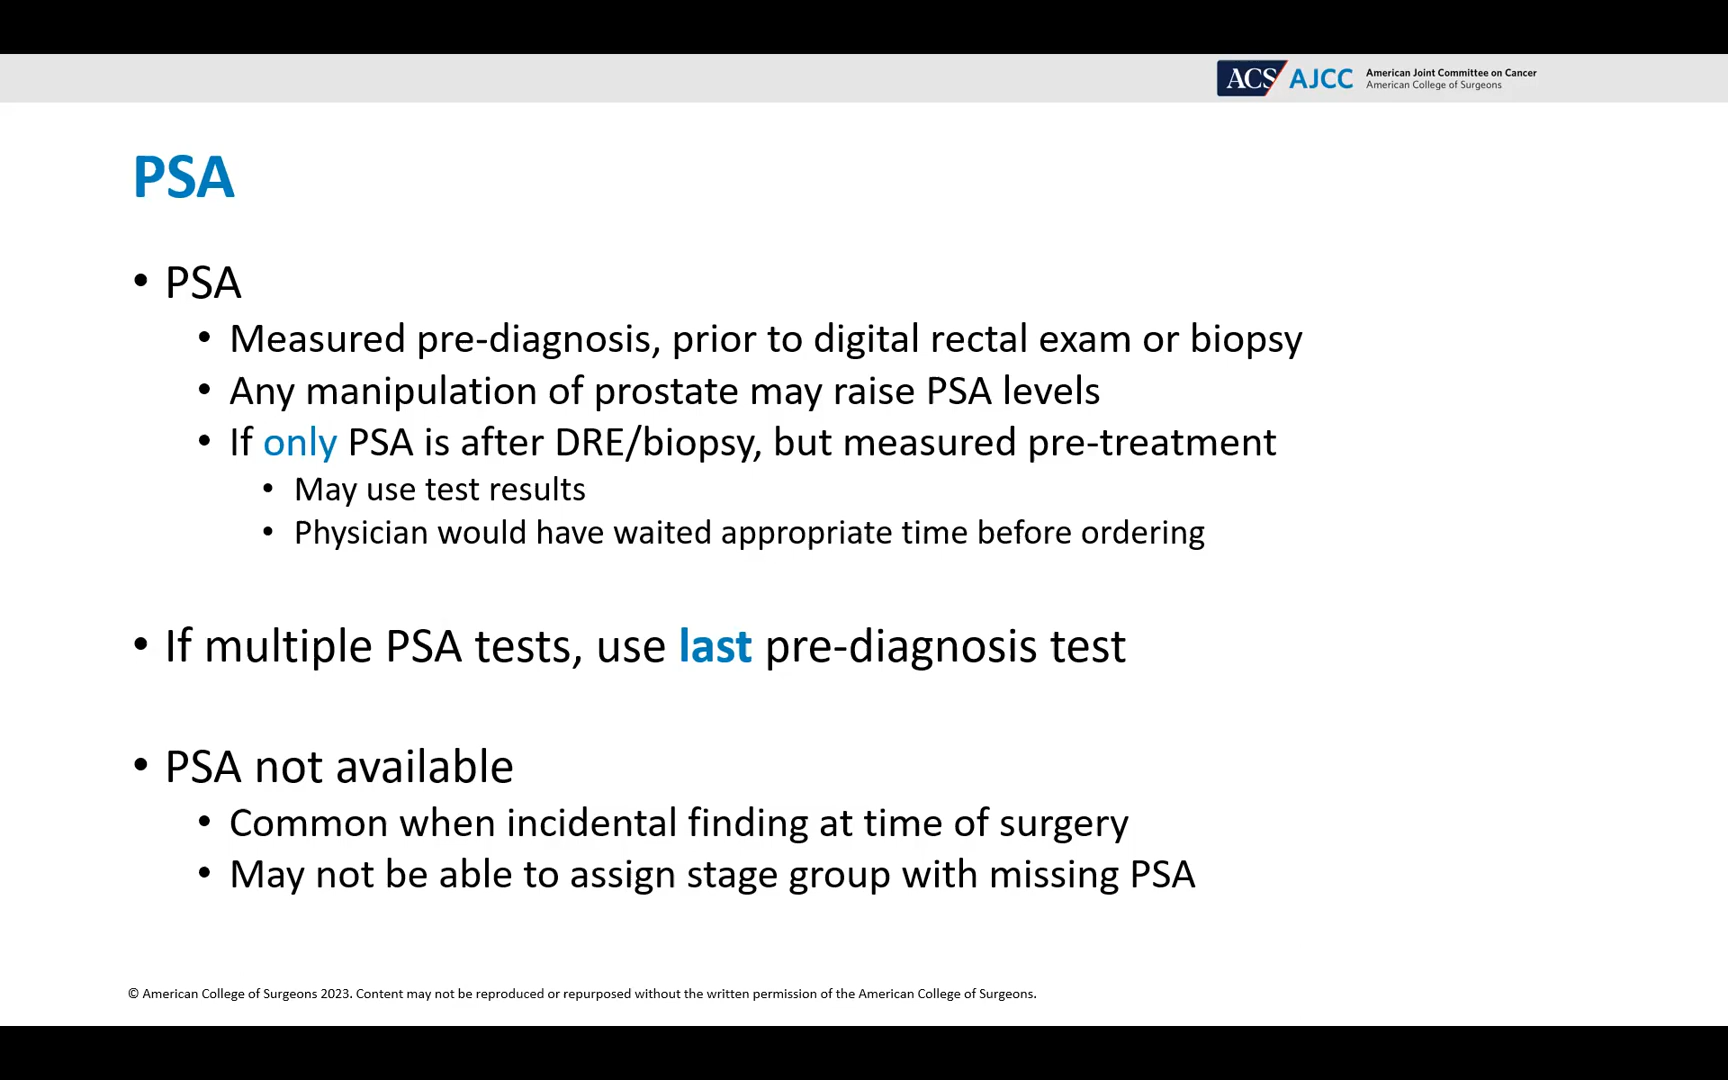 ACS AJCC American Joint Committee on Cancer
American College of Surgeons
PSA
• PSA
• Measured pre-diagnosis, prior to digital rectal exam or biopsy
• Any manipulation of prostate may raise PSA levels
• If only PSA is after DRE/biopsy, but measured pre-treatment
• May use test results
• Physician would have waited appropriate time before ordering
• If multiple PSA tests, use last pre-diagnosis test
• PSA not available
• Common when incidental finding at time of surgery
• May not be able to assign stage group with missing PSA
© American College of Surgeons 2023. Content may not be reproduced or repurposed without the written permission of the American College of Surgeons.